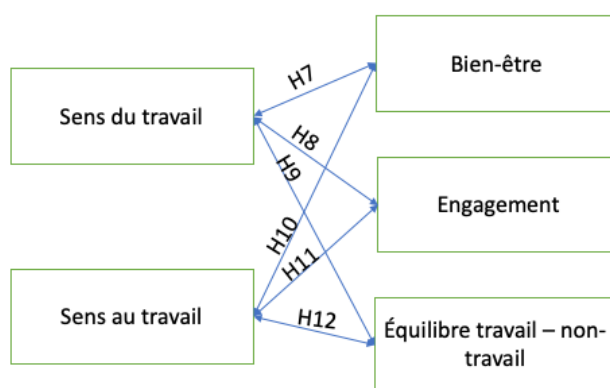 Sens du travail
Sens au travail
H7
H8
H9
H10
H11
H12
Bien-être
Engagement
Équilibre travail – non-
travail